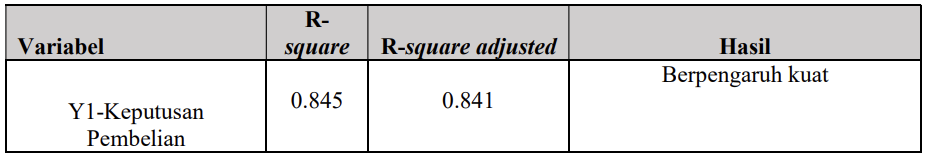 Variabel
R-
square
R-square adjusted
Hasil
Y1-Keputusan
Pembelian
0.845
0.841
Berpengaruh kuat